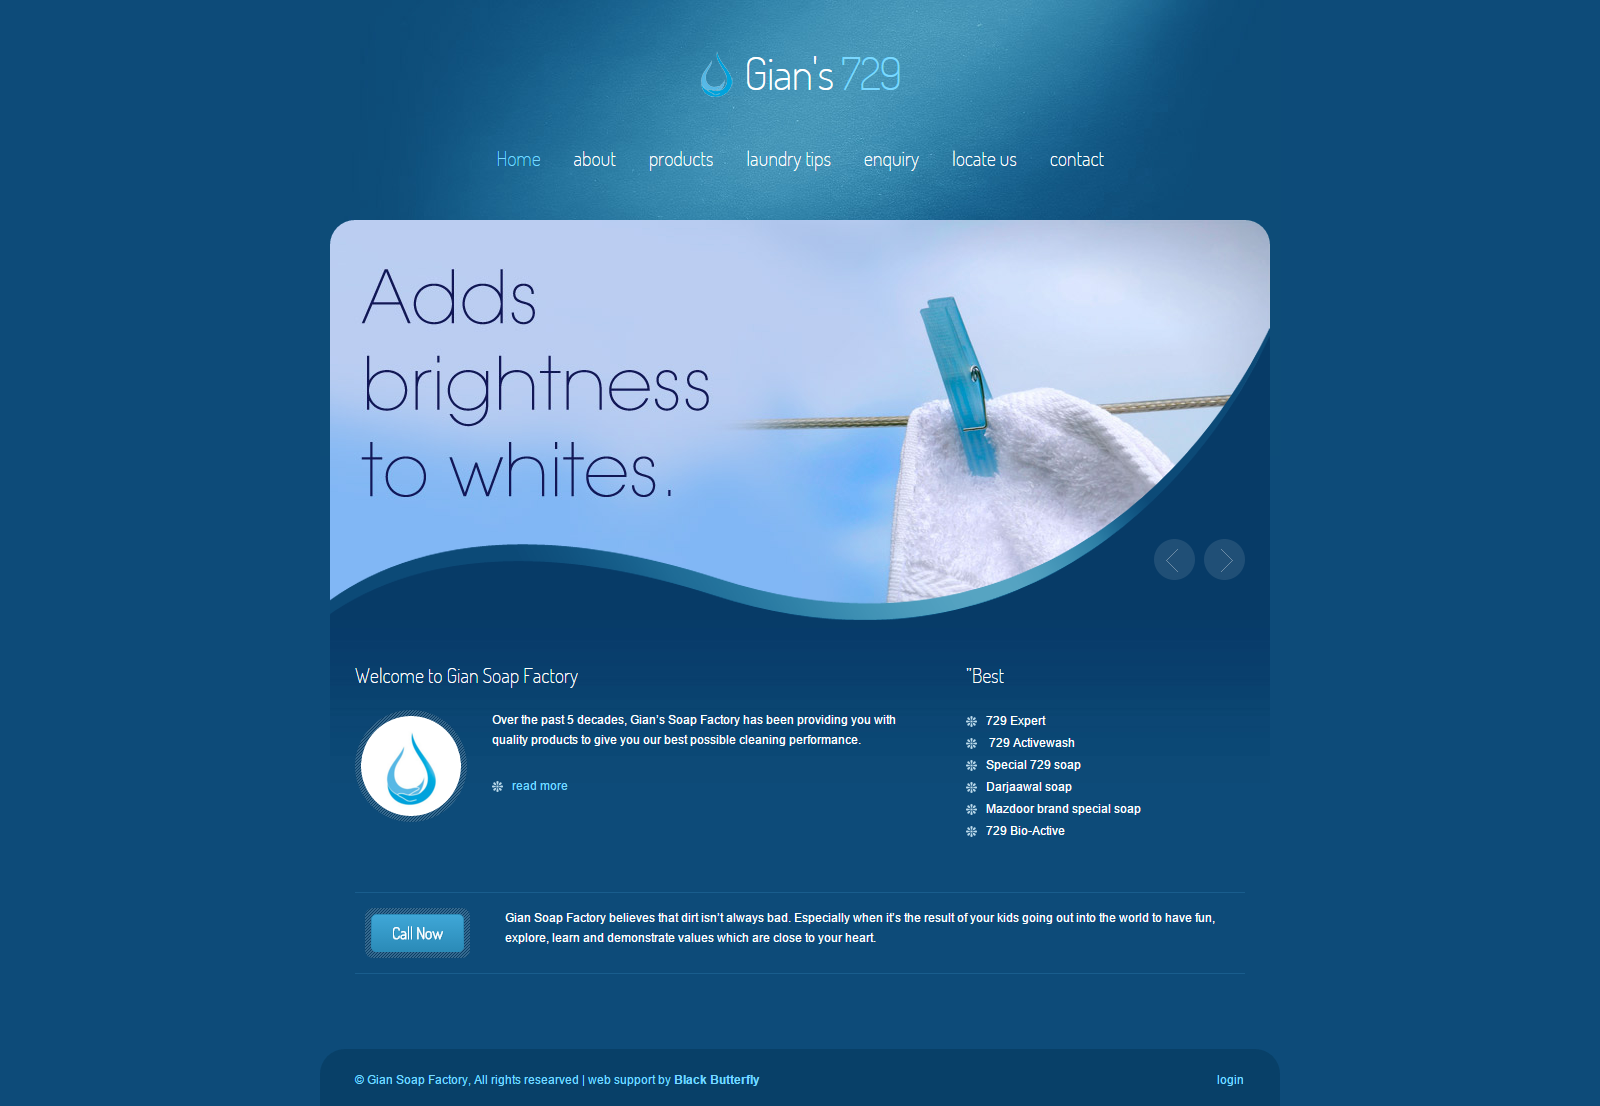 Gian's 729
Home about products laundry tips enquiry locate us contact
Adds
brightness
to whites.
Welcome to Gian Soap Factory
Over the past 5 decades, Gian's Soap Factory has been providing you with
quality products to give you our best possible cleaning performance.
read more
"Best
729 Expert
729 Activewash
Special 729 soap
Darjaawal soap
Mazdoor brand special soap
729 Bio-Active
Call Now
Gian Soap Factory believes that dirt isn't always bad. Especially when it's the result of your kids going out into the world to have fun,
explore, learn and demonstrate values which are close to your heart.
© Gian Soap Factory, All rights researved | web support by Black Butterfly
login